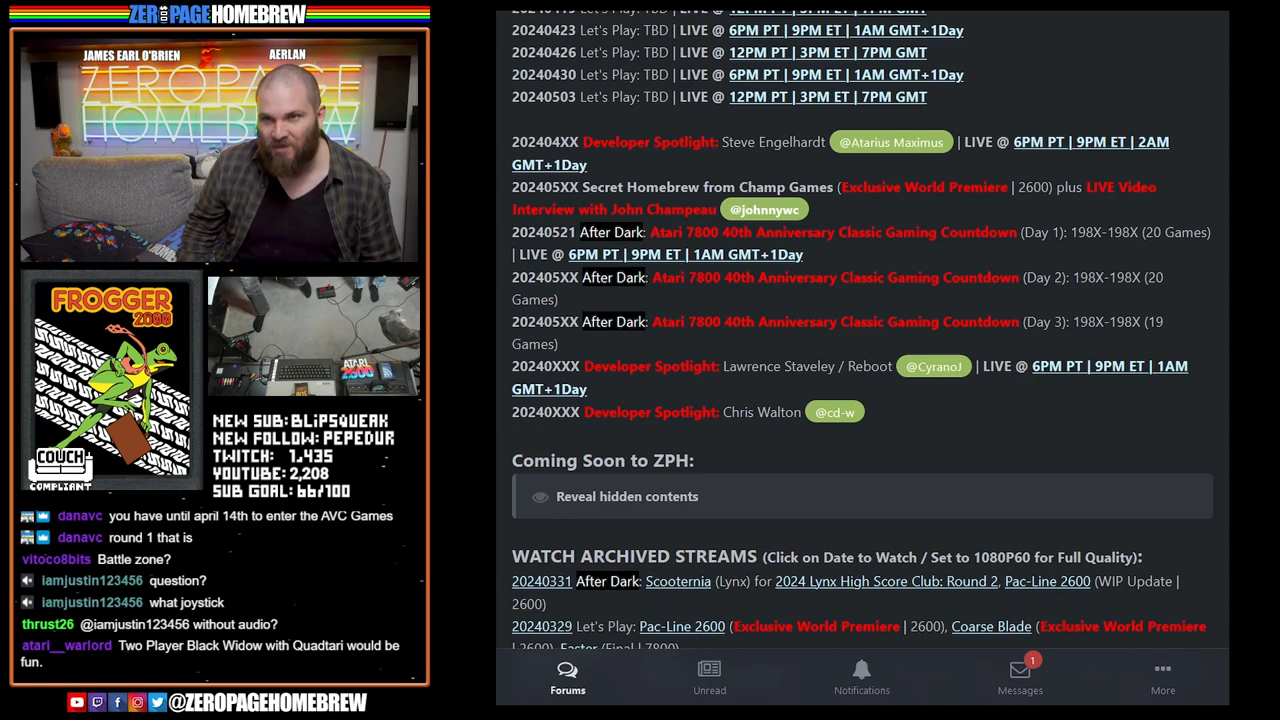 ZEROPAGEHOMEBREW
JAMES EARL O'BRIEN
AERLAN
ZEROPAGE
HOMEBREW
FROGGER
2600
COUCH
COMPLIANT
ATARI
2600
NEW SUB: BLIPSQUEAK
NEW FOLLOW: PEPEDUR
TWITCH: 1,435
YOUTUBE: 2,208
SUB GOAL: 66/100
danavc you have until april 14th to enter the AVC Games
danavc round 1 that is
vitoco8bits Battle zone?
iamjustin123456 question?
iamjustin123456 what joystick
thrust26 @iamjustin123456 without audio?
atari__warlord Two Player Black Widow with Quadtari would be
fun.
@ZEROPAGEHOMEBREW
20240423 Let's Play: TBD | LIVE @ 6PM PT | 9PM ET | 1AM GMT+1Day
20240426 Let's Play: TBD | LIVE @ 12PM PT | 3PM ET | 7PM GMT
20240430 Let's Play: TBD | LIVE @ 6PM PT | 9PM ET | 1AM GMT+1Day
20240503 Let's Play: TBD | LIVE @ 12PM PT | 3PM ET | 7PM GMT
202404XX Developer Spotlight: Steve Engelhardt @Atarius Maximus | LIVE @ 6PM PT | 9PM ET | 2AM
GMT+1Day
202405XX Secret Homebrew from Champ Games (Exclusive World Premiere | 2600) plus LIVE Video
Interview with John Champeau @johnnywc
20240521 After Dark: Atari 7800 40th Anniversary Classic Gaming Countdown (Day 1): 198X-198X (20 Games)
| LIVE @ 6PM PT | 9PM ET | 1AM GMT+1Day
202405XX After Dark: Atari 7800 40th Anniversary Classic Gaming Countdown (Day 2): 198X-198X (20
Games)
202405XX After Dark: Atari 7800 40th Anniversary Classic Gaming Countdown (Day 3): 198X-198X (19
Games)
20240XXX Developer Spotlight: Lawrence Staveley / Reboot @CyranoJ | LIVE @ 6PM PT | 9PM ET | 1AM
GMT+1Day
20240XXX Developer Spotlight: Chris Walton @cd-w
Coming Soon to ZPH:
Reveal hidden contents
WATCH ARCHIVED STREAMS (Click on Date to Watch / Set to 1080P60 for Full Quality):
20240331 After Dark: Scooternia (Lynx) for 2024 Lynx High Score Club: Round 2, Pac-Line 2600 (WIP Update |
2600)
20240329 Let's Play: Pac-Line 2600 (Exclusive World Premiere | 2600), Coarse Blade (Exclusive World Premiere
| 2600), Easter (Final | 7800)
1
Forums
Unread
Notifications
Messages
More